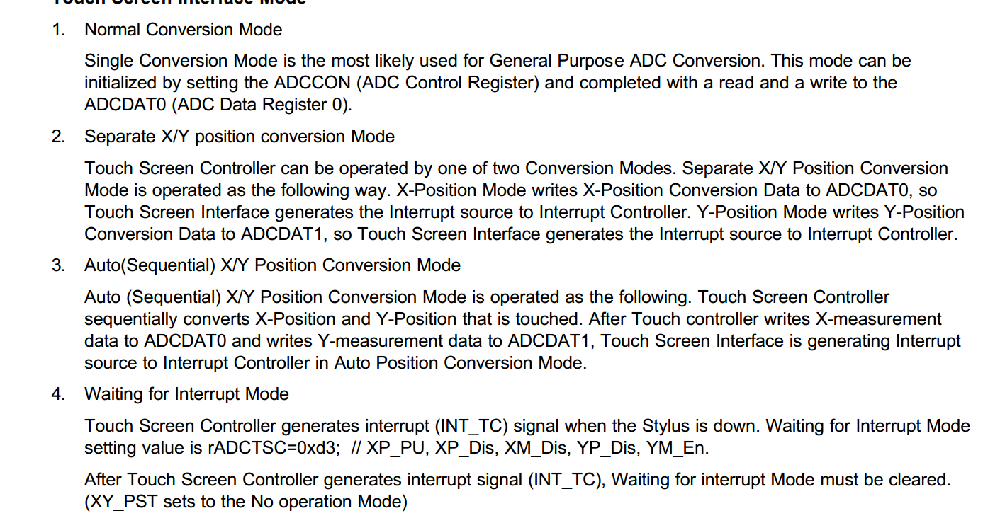 Touch Screen Interface Mode
1. Normal Conversion Mode
Single Conversion Mode is the most likely used for General Purpose ADC Conversion. This mode can be
initialized by setting the ADCCON (ADC Control Register) and completed with a read and a write to the
ADCDAT0 (ADC Data Register 0).
2. Separate X/Y position conversion Mode
Touch Screen Controller can be operated by one of two Conversion Modes. Separate X/Y Position Conversion
Mode is operated as the following way. X-Position Mode writes X-Position Conversion Data to ADCDAT0, so
Touch Screen Interface generates the Interrupt source to Interrupt Controller. Y-Position Mode writes Y-Position
Conversion Data to ADCDAT1, so Touch Screen Interface generates the Interrupt source to Interrupt Controller.
3. Auto(Sequential) X/Y Position Conversion Mode
Auto (Sequential) X/Y Position Conversion Mode is operated as the following. Touch Screen Controller
sequentially converts X-Position and Y-Position that is touched. After Touch controller writes X-measurement
data to ADCDAT0 and writes Y-measurement data to ADCDAT1, Touch Screen Interface is generating Interrupt
source to Interrupt Controller in Auto Position Conversion Mode.
4. Waiting for Interrupt Mode
Touch Screen Controller generates interrupt (INT_TC) signal when the Stylus is down. Waiting for Interrupt Mode
setting value is rADCTSC=0xd3; // XP_PU, XP_Dis, XM_Dis, YP_Dis, YM_En.
After Touch Screen Controller generates interrupt signal (INT_TC), Waiting for interrupt Mode must be cleared.
(XY_PST sets to the No operation Mode)